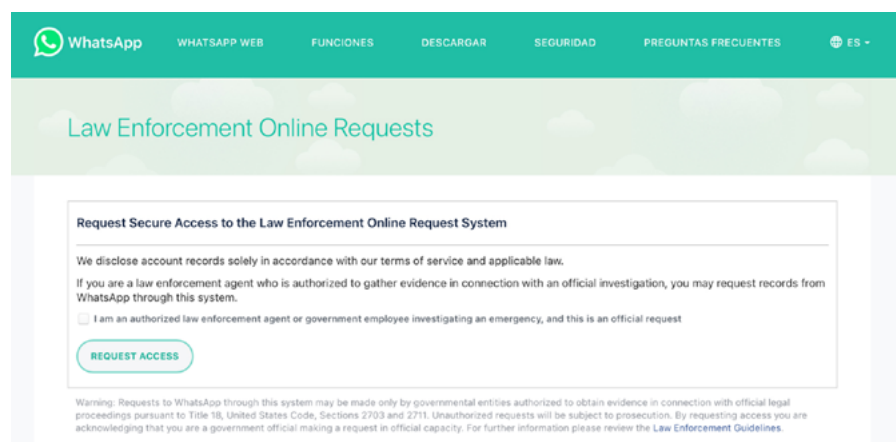 WhatsApp WHATSAPP WEB FUNCIONES DESCARGAR SEGURIDAD PREGUNTAS FRECUENTES ES
Law Enforcement Online Requests
Request Secure Access to the Law Enforcement Online Request System
We disclose account records solely in accordance with our terms of service and applicable law.
If you are a law enforcement agent who is authorized to gather evidence in connection with an official investigation, you may request records from
WhatsApp through this system.
I am an authorized law enforcement agent or government employee investigating an emergency, and this is an official request
REQUEST ACCESS
Warning: Requests to WhatsApp through this system may be made only by governmental entities authorized to obtain evidence in connection with official legal
proceedings pursuant to Title 18, United States Code, Sections 2703 and 2711. Unauthorized requests will be subject to prosecution. By requesting access you are
acknowledging that you are a government official making a request in official capacity. For further information please review the Law Enforcement Guidelines.